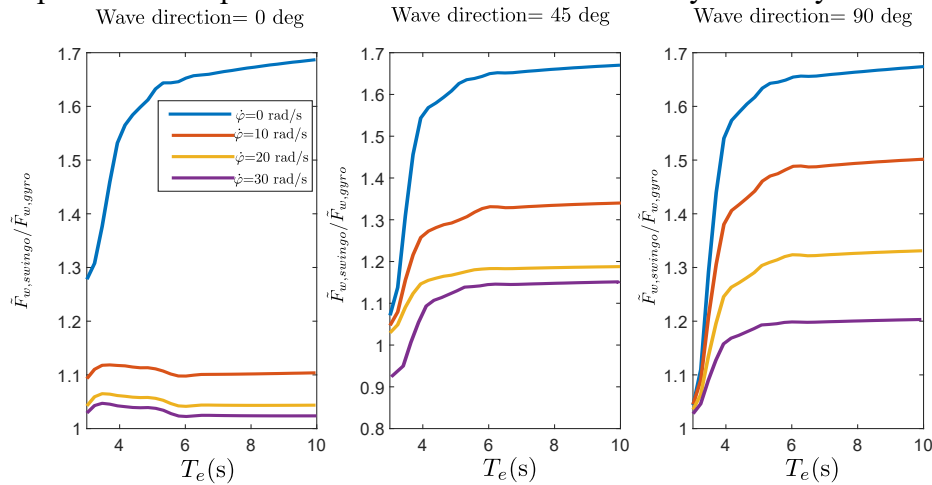 Wave direction= 0 deg
1.7
1.6
1.5
1.4
1.3
1.2
1.1
1
4
6
8
10
T_e(s)
F̃_{w,swingo}/F̃_{w,gyro}
φ̇=0 rad/s
φ̇=10 rad/s
φ̇=20 rad/s
φ̇=30 rad/s
Wave direction= 45 deg
1.7
1.6
1.5
1.4
1.3
1.2
1.1
1
0.9
0.8
4
6
8
10
T_e(s)
F̃_{w,swingo}/F̃_{w,gyro}
Wave direction= 90 deg
1.7
1.6
1.5
1.4
1.3
1.2
1.1
1
4
6
8
10
T_e(s)
F̃_{w,swingo}/F̃_{w,gyro}